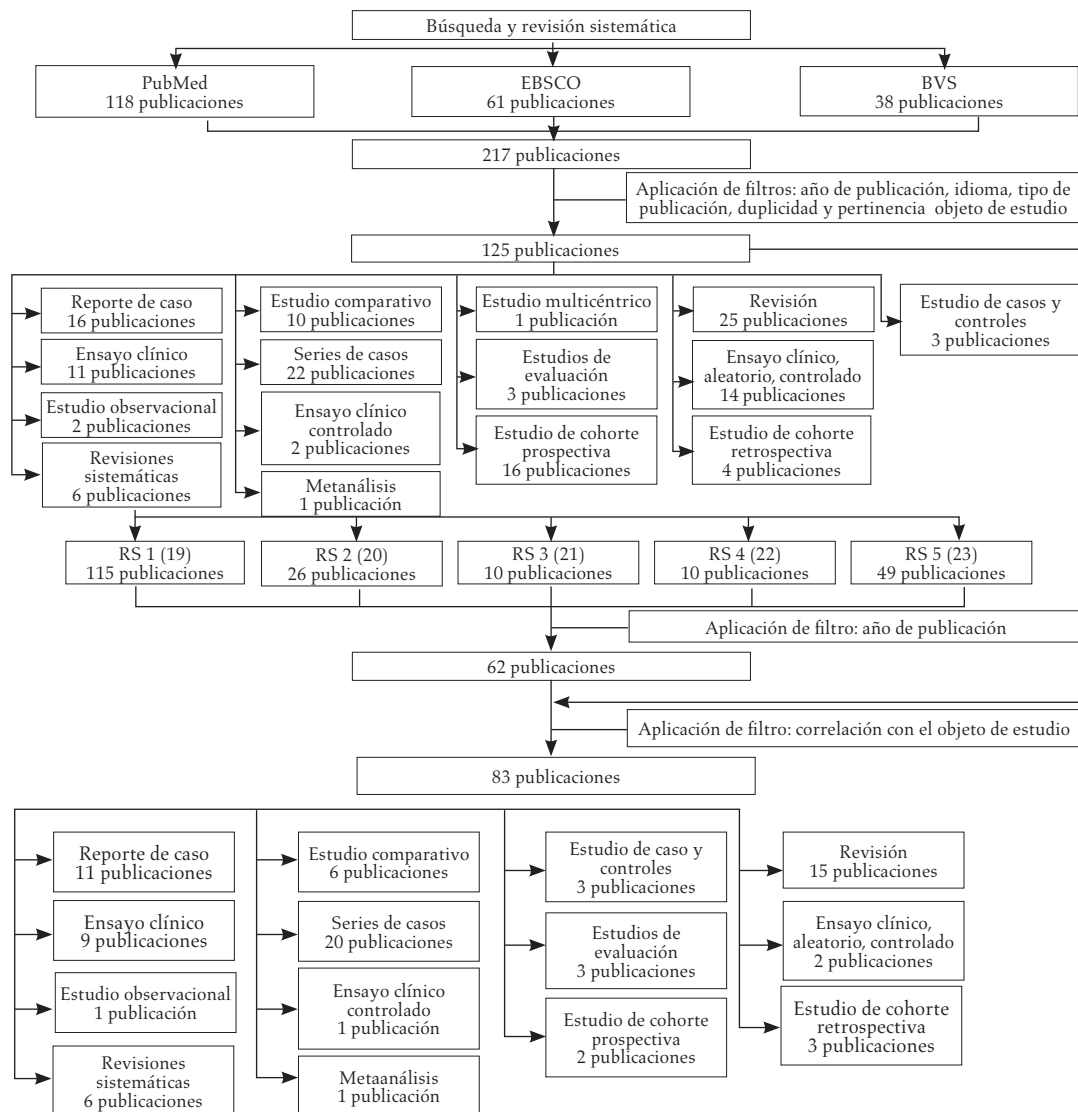 Búsqueda y revisión sistemática
PubMed
118 publicaciones
EBSCO
61 publicaciones
BVS
38 publicaciones
217 publicaciones
Aplicación de filtros: año de publicación, idioma, tipo de
publicación, duplicidad y pertinencia objeto de estudio
125 publicaciones
Reporte de caso
16 publicaciones
Estudio comparativo
10 publicaciones
Estudio multicéntrico
1 publicación
Revisión
25 publicaciones
Estudio de casos y
controles
3 publicaciones
Ensayo clínico
11 publicaciones
Series de casos
22 publicaciones
Estudios de
evaluación
3 publicaciones
Ensayo clínico,
aleatorio, controlado
14 publicaciones
Estudio observacional
2 publicaciones
Ensayo clínico
controlado
2 publicaciones
Estudio de cohorte
prospectiva
16 publicaciones
Estudio de cohorte
retrospectiva
4 publicaciones
Revisiones
sistemáticas
6 publicaciones
Metanálisis
1 publicación
RS 1 (19)
115 publicaciones
RS 2 (20)
26 publicaciones
RS 3 (21)
10 publicaciones
RS 4 (22)
10 publicaciones
RS 5 (23)
49 publicaciones
Aplicación de filtro: año de publicación
62 publicaciones
Aplicación de filtro: correlación con el objeto de estudio
83 publicaciones
Reporte de caso
11 publicaciones
Estudio comparativo
6 publicaciones
Estudio de caso y
controles
3 publicaciones
Revisión
15 publicaciones
Ensayo clínico
9 publicaciones
Series de casos
20 publicaciones
Estudios de
evaluación
3 publicaciones
Ensayo clínico,
aleatorio, controlado
2 publicaciones
Estudio observacional
1 publicación
Ensayo clínico
controlado
1 publicación
Estudio de cohorte
prospectiva
2 publicaciones
Estudio de cohorte
retrospectiva
3 publicaciones
Revisiones
sistemáticas
6 publicaciones
Metaanálisis
1 publicación